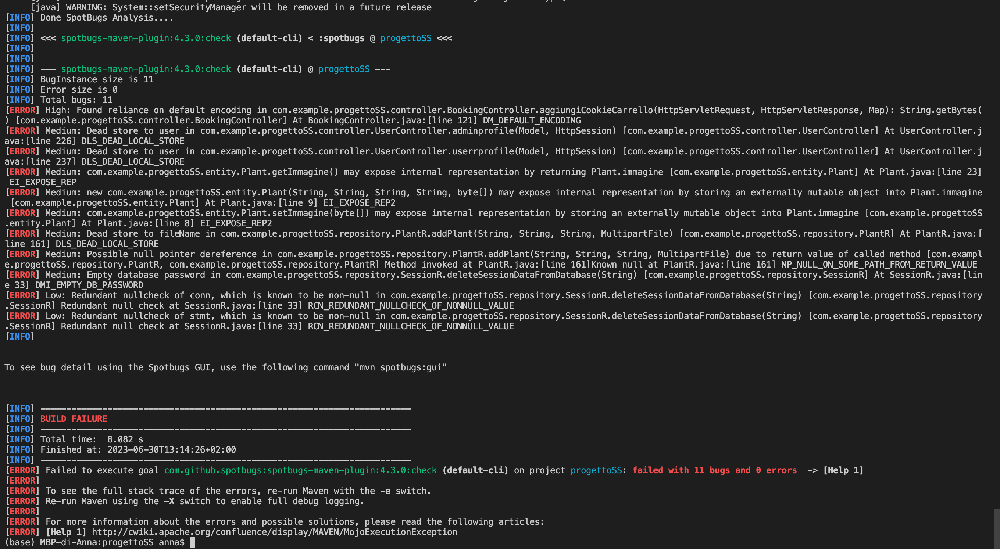 [java] WARNING: System::setSecurityManager will be removed in a future release
[INFO] Done SpotBugs Analysis....
[INFO]
[INFO] <<< spotbugs-maven-plugin:4.3.0:check (default-cli) < :spotbugs @ progettoSS <<<
[INFO]
[INFO]
[INFO] --- spotbugs-maven-plugin:4.3.0:check (default-cli) @ progettoSS ---
[INFO] BugInstance size is 11
[INFO] Error size is 0
[INFO] Total bugs: 11
[ERROR] High: Found reliance on default encoding in com.example.progettoSS.controller.BookingController.aggiungiCookieCarrello(HttpServletRequest, HttpServletResponse, Map): String.getBytes(
) [com.example.progettoSS.controller.BookingController] At BookingController.java:[line 121] DM_DEFAULT_ENCODING
[ERROR] Medium: Dead store to user in com.example.progettoSS.controller.UserController.adminprofile(Model, HttpSession) [com.example.progettoSS.controller.UserController] At UserController.j
ava:[line 226] DLS_DEAD_LOCAL_STORE
[ERROR] Medium: Dead store to user in com.example.progettoSS.controller.UserController.userrprofile(Model, HttpSession) [com.example.progettoSS.controller.UserController] At UserController.j
ava:[line 237] DLS_DEAD_LOCAL_STORE
[ERROR] Medium: com.example.progettoSS.entity.Plant.getImmagine() may expose internal representation by returning Plant.immagine [com.example.progettoSS.entity.Plant] At Plant.java:[line 23]
EI_EXPOSE_REP
[ERROR] Medium: new com.example.progettoSS.entity.Plant(String, String, String, String, byte[]) may expose internal representation by storing an externally mutable object into Plant.immagine
[com.example.progettoSS.entity.Plant] At Plant.java:[line 9] EI_EXPOSE_REP2
[ERROR] Medium: com.example.progettoSS.entity.Plant.setImmagine(byte[]) may expose internal representation by storing an externally mutable object into Plant.immagine [com.example.progettoSS
.entity.Plant] At Plant.java:[line 8] EI_EXPOSE_REP2
[ERROR] Medium: Dead store to fileName in com.example.progettoSS.repository.PlantR.addPlant(String, String, String, MultipartFile) [com.example.progettoSS.repository.PlantR] At PlantR.java:[
line 161] DLS_DEAD_LOCAL_STORE
[ERROR] Medium: Possible null pointer dereference in com.example.progettoSS.repository.PlantR.addPlant(String, String, String, MultipartFile) due to return value of called method [com.exampl
e.progettoSS.repository.PlantR, com.example.progettoSS.repository.PlantR] Method invoked at PlantR.java:[line 161]Known null at PlantR.java:[line 161] NP_NULL_ON_SOME_PATH_FROM_RETURN_VALUE
[ERROR] Medium: Empty database password in com.example.progettoSS.repository.SessionR.deleteSessionDataFromDatabase(String) [com.example.progettoSS.repository.SessionR] At SessionR.java:[lin
e 33] DMI_EMPTY_DB_PASSWORD
[ERROR] Low: Redundant nullcheck of conn, which is known to be non-null in com.example.progettoSS.repository.SessionR.deleteSessionDataFromDatabase(String) [com.example.progettoSS.repository
.SessionR] Redundant null check at SessionR.java:[line 33] RCN_REDUNDANT_NULLCHECK_OF_NONNULL_VALUE
[ERROR] Low: Redundant nullcheck of stmt, which is known to be non-null in com.example.progettoSS.repository.SessionR.deleteSessionDataFromDatabase(String) [com.example.progettoSS.repository
.SessionR] Redundant null check at SessionR.java:[line 33] RCN_REDUNDANT_NULLCHECK_OF_NONNULL_VALUE
[INFO]
To see bug detail using the Spotbugs GUI, use the following command "mvn spotbugs:gui"
[INFO] ------------------------------------------------------------------------
[INFO] BUILD FAILURE
[INFO] ------------------------------------------------------------------------
[INFO] Total time:  8.082 s
[INFO] Finished at: 2023-06-30T13:14:26+02:00
[INFO] ------------------------------------------------------------------------
[ERROR] Failed to execute goal com.github.spotbugs:spotbugs-maven-plugin:4.3.0:check (default-cli) on project progettoSS: failed with 11 bugs and 0 errors  -> [Help 1]
[ERROR]
[ERROR] To see the full stack trace of the errors, re-run Maven with the -e switch.
[ERROR] Re-run Maven using the -X switch to enable full debug logging.
[ERROR]
[ERROR] For more information about the errors and possible solutions, please read the following articles:
[ERROR] [Help 1] http://cwiki.apache.org/confluence/display/MAVEN/MojoExecutionException
(base) MBP-di-Anna:progettoSS anna$